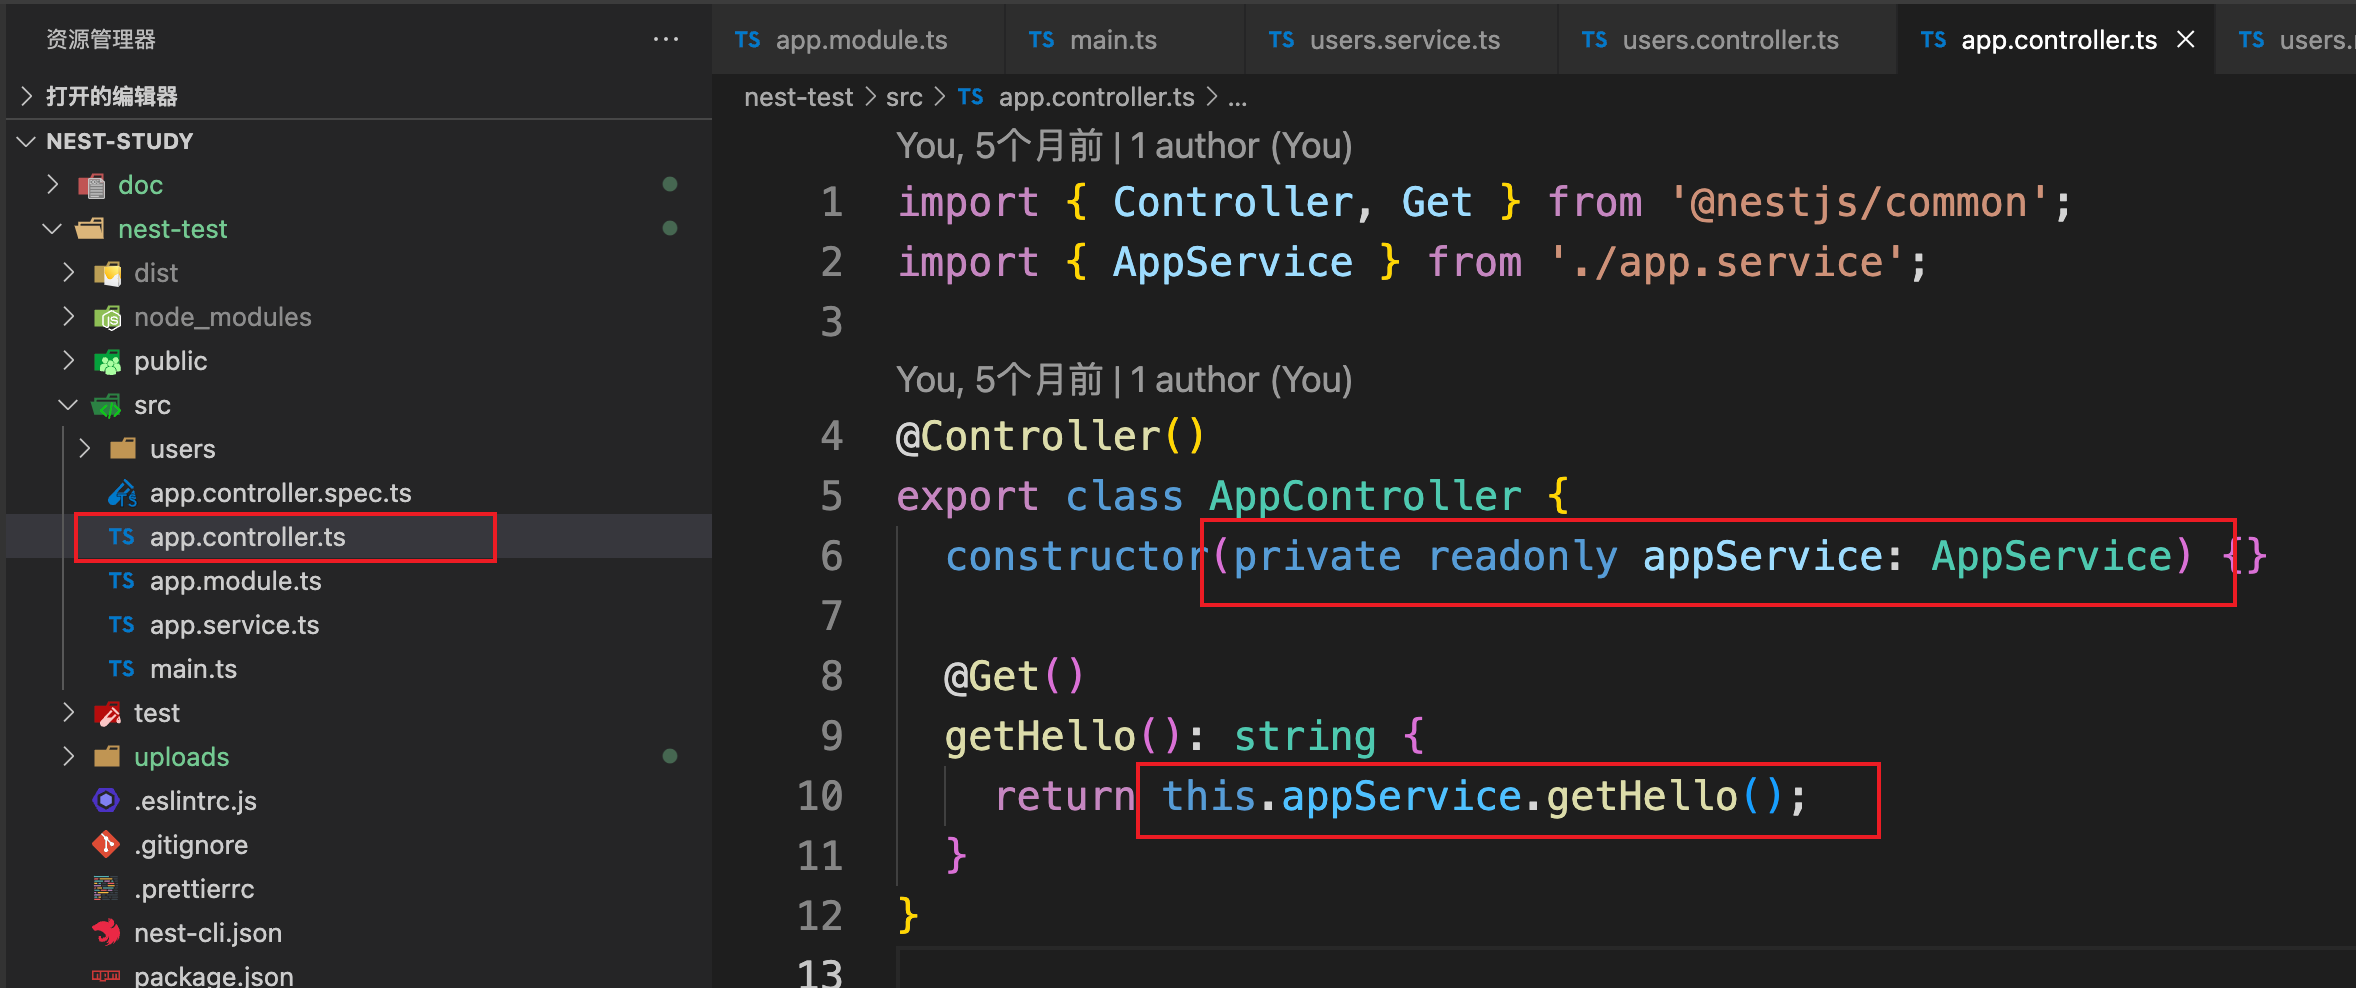 资源管理器
打开的编辑器
NEST-STUDY
doc
nest-test
dist
node_modules
public
src
users
app.controller.spec.ts
TS app.controller.ts
TS app.module.ts
TS app.service.ts
TS main.ts
test
uploads
.eslintrc.js
.gitignore
.prettierrc
nest-cli.json
package.json
TS app.module.ts TS main.ts TS users.service.ts TS users.controller.ts TS app.controller.ts TS users.
nest-test > src > TS app.controller.ts > ...
You, 5个月前 | 1 author (You)
1 import { Controller, Get } from '@nestjs/common';
2 import { AppService } from './app.service';
3
You, 5个月前 | 1 author (You)
4 @Controller()
5 export class AppController {
6 constructor(private readonly appService: AppService) {}
7
8 @Get()
9 getHello(): string {
10 return this.appService.getHello();
11 }
12 }
13